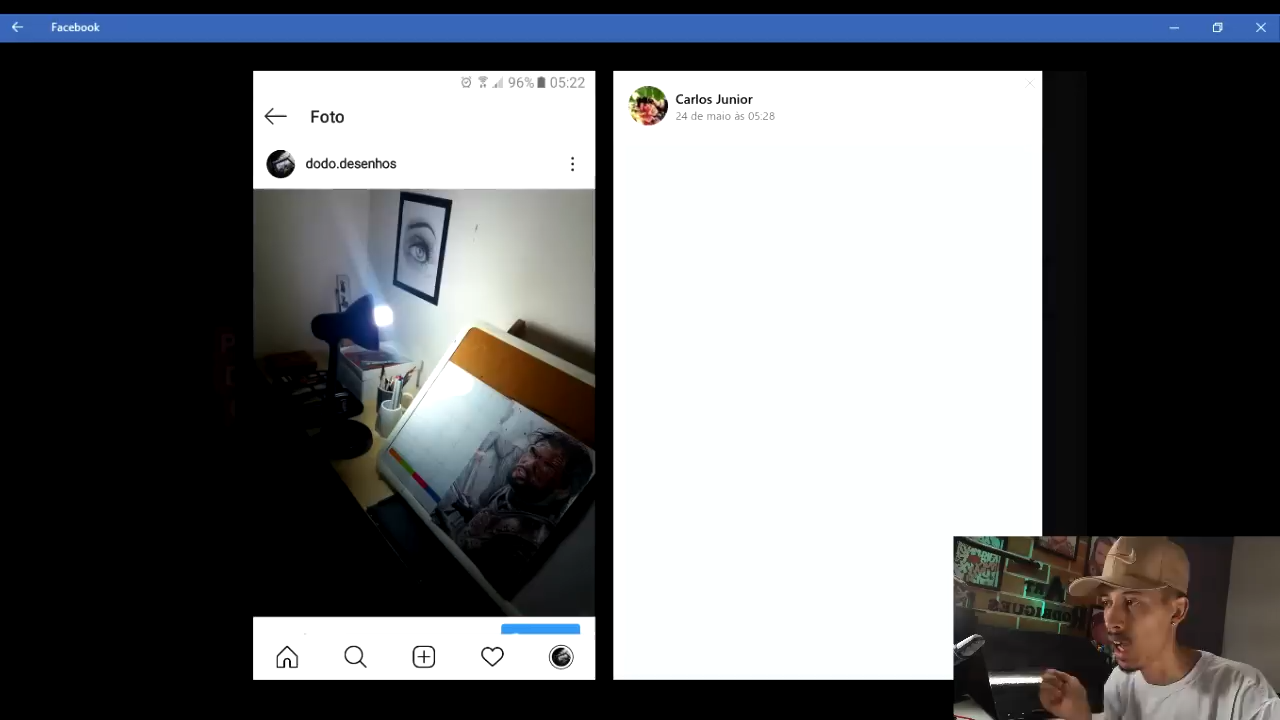 Facebook
96% 05:22
Foto
dodo.desenhos
Carlos Junior
24 de maio às 05:28